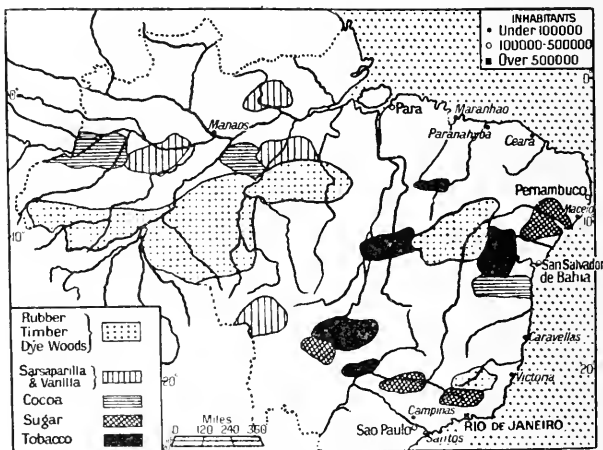 INHABITANTS
• Under 100000
○ 100000-500000
■ Over 500000
0°
0
Para
Maranhao
Manaos
Paranahyba
Ceará
Pernambuco
Maceio
10°
10°
San Salvador
de Bahia
Rubber
Timber
Dye Woods
Caravellas
Sarsaparilla
& Vanilla
20°
20°
Victoria
Cocoa
Miles
0 120 240 360
Campinas
Sugar
RIO DE JANEIRO
Sao Paulo
Santos
Tobacco